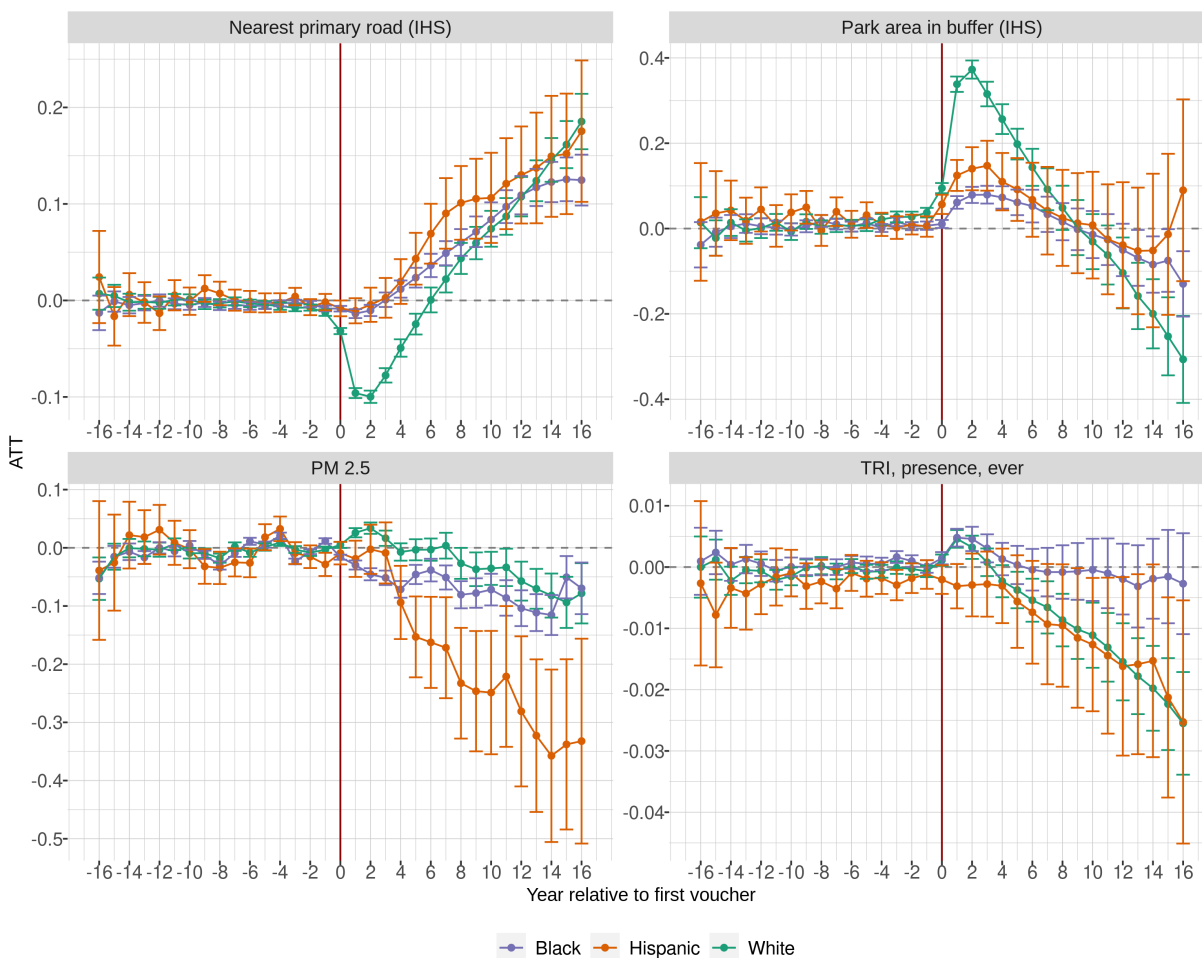 Nearest primary road (IHS)
Park area in buffer (IHS)
0.2
0.1
0.0
-0.1
0.4
0.2
0.0
-0.2
-0.4
-16 -14 -12 -10 -8 -6 -4 -2 0 2 4 6 8 10 12 14 16
-16 -14 -12 -10 -8 -6 -4 -2 0 2 4 6 8 10 12 14 16
ATT
PM 2.5
TRI, presence, ever
0.1
0.0
-0.1
-0.2
-0.3
-0.4
-0.5
0.01
0.00
-0.01
-0.02
-0.03
-0.04
-16 -14 -12 -10 -8 -6 -4 -2 0 2 4 6 8 10 12 14 16
-16 -14 -12 -10 -8 -6 -4 -2 0 2 4 6 8 10 12 14 16
Year relative to first voucher
Black Hispanic White